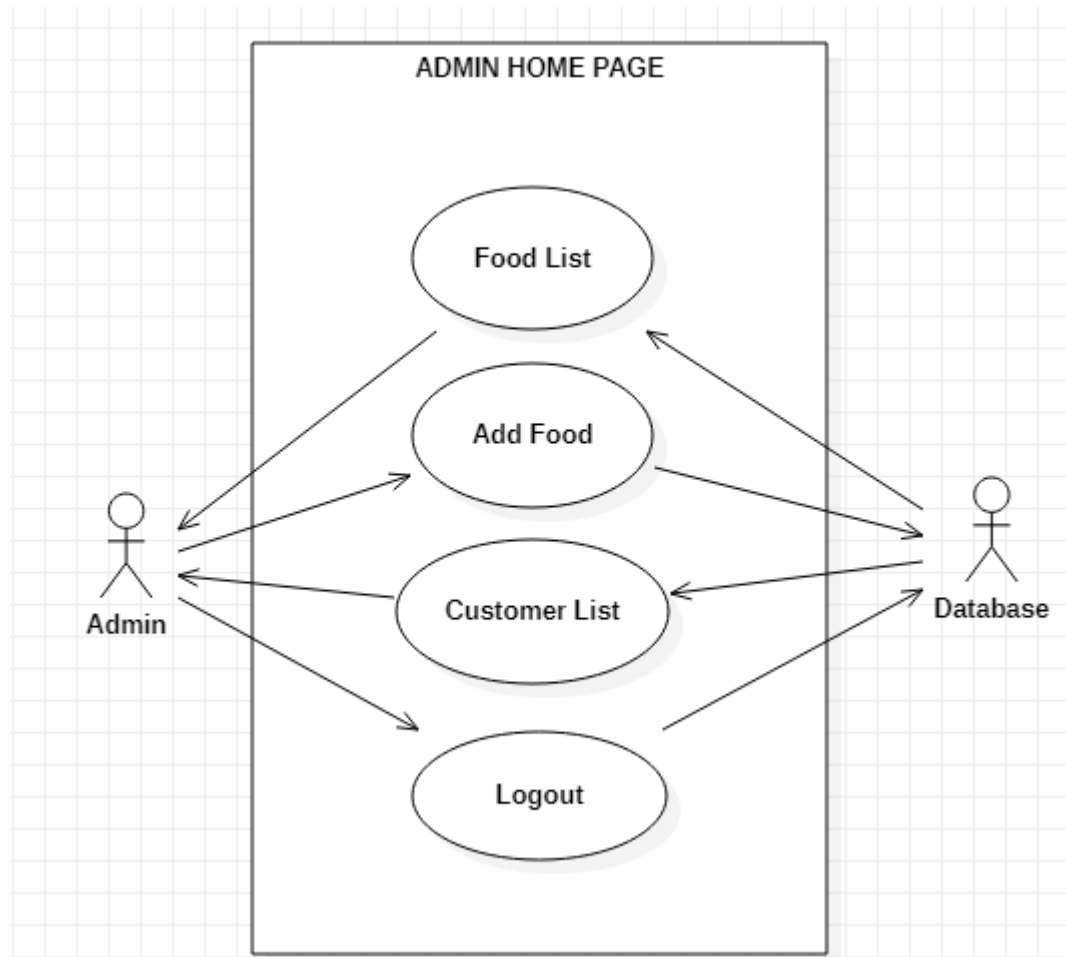 ADMIN HOME PAGE
Food List
Add Food
Admin
Customer List
Database
Logout